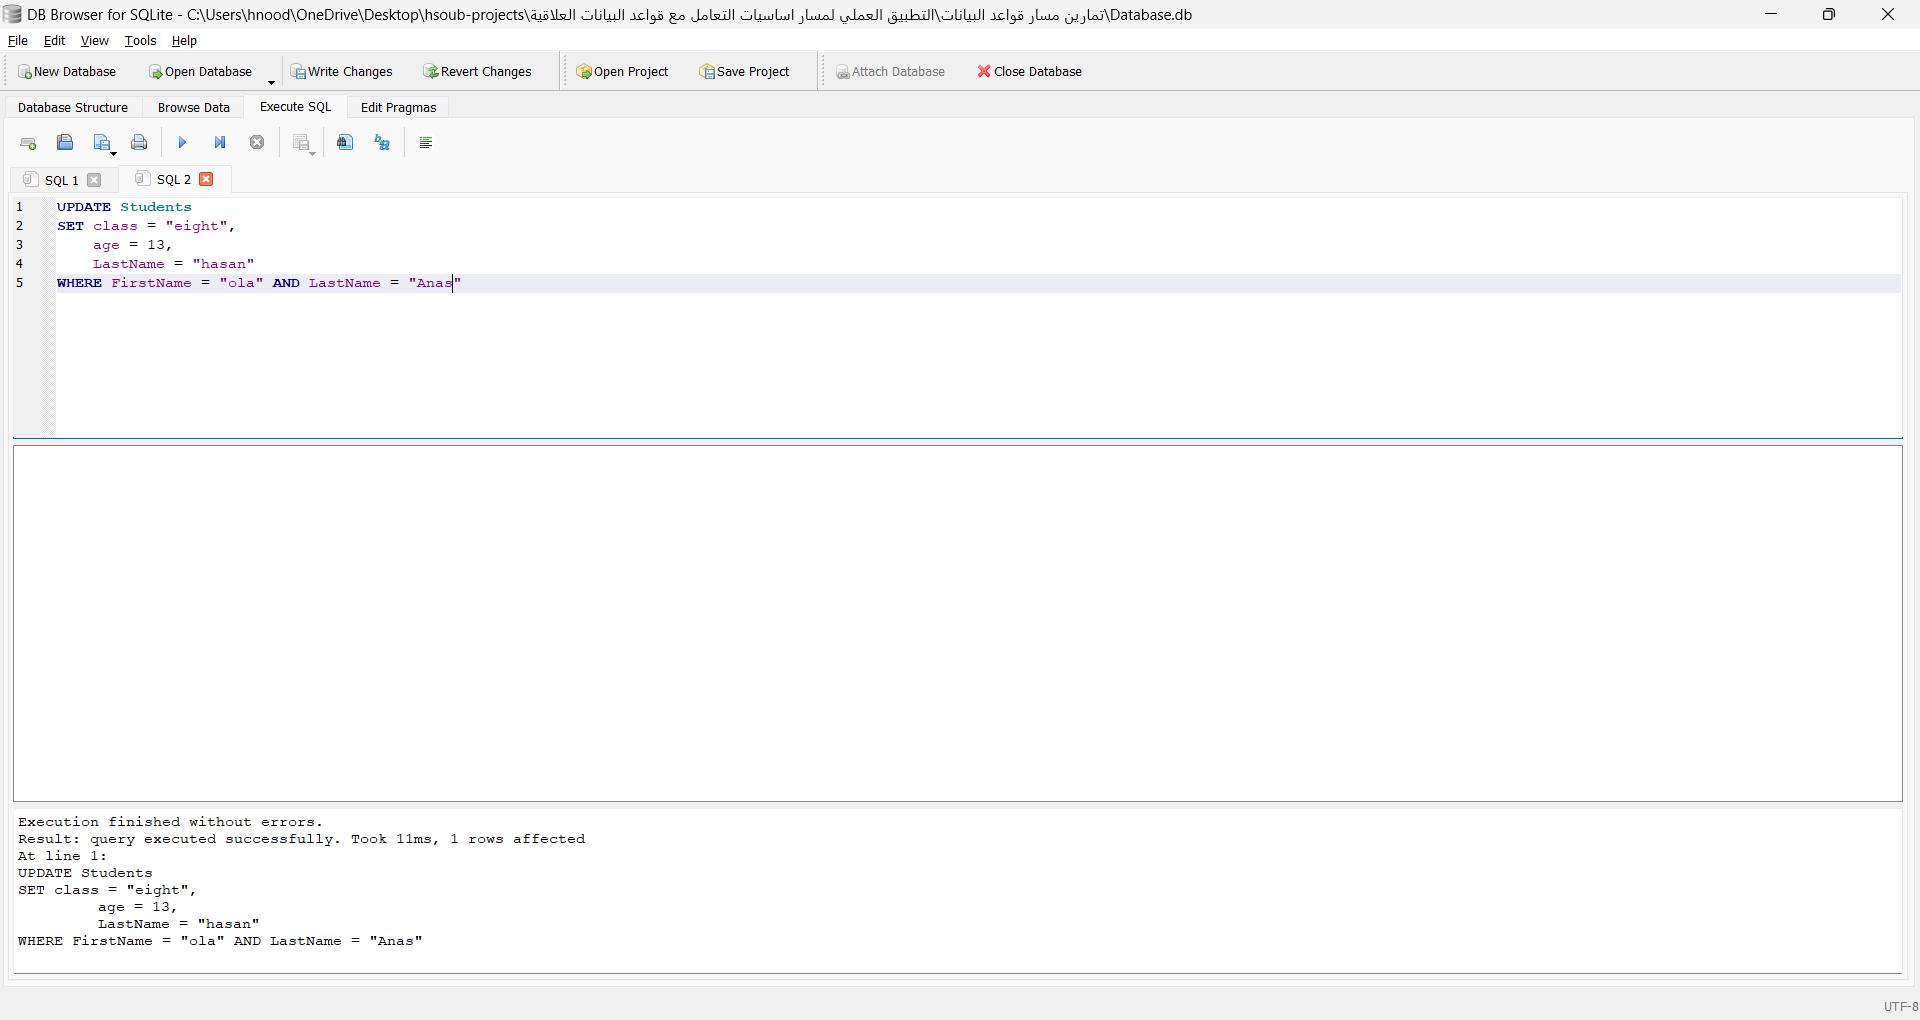 DB Browser for SQLite - C:\Users\hnood\OneDrive\Desktop\hsoub-projects\التطبيق العملي لمسار اساسيات التعامل مع قواعد البيانات العلاقية\تمارين مسار قواعد البيانات\Database.db
File Edit View Tools Help
New Database Open Database Write Changes Revert Changes Open Project Save Project Attach Database Close Database
Database Structure Browse Data Execute SQL Edit Pragmas
SQL 1 SQL 2
1 UPDATE Students
2 SET class = "eight",
3 age = 13,
4 LastName = "hasan"
5 WHERE FirstName = "ola" AND LastName = "Anas"
Execution finished without errors.
Result: query executed successfully. Took 11ms, 1 rows affected
At line 1:
UPDATE Students
SET class = "eight",
age = 13,
LastName = "hasan"
WHERE FirstName = "ola" AND LastName = "Anas"
UTF-8